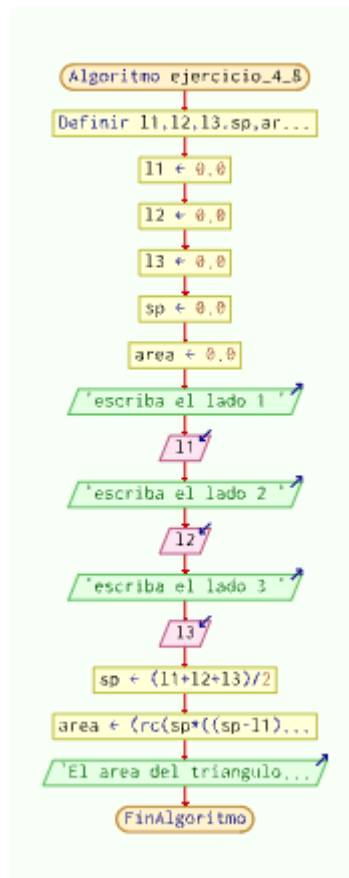 Algoritmo ejercicio_4_8
Definir l1,l2,l3.sp,ar...
l1 ← 0.0
l2 ← 0.0
l3 ← 0.0
sp ← 0.0
area ← 0.0
'escriba el lado 1 '
l1
'escriba el lado 2 '
l2
'escriba el lado 3 '
l3
sp ← (l1+l2+l3)/2
area ← (rc(sp*((sp-l1)...
'El area del triangulo...
FinAlgoritmo